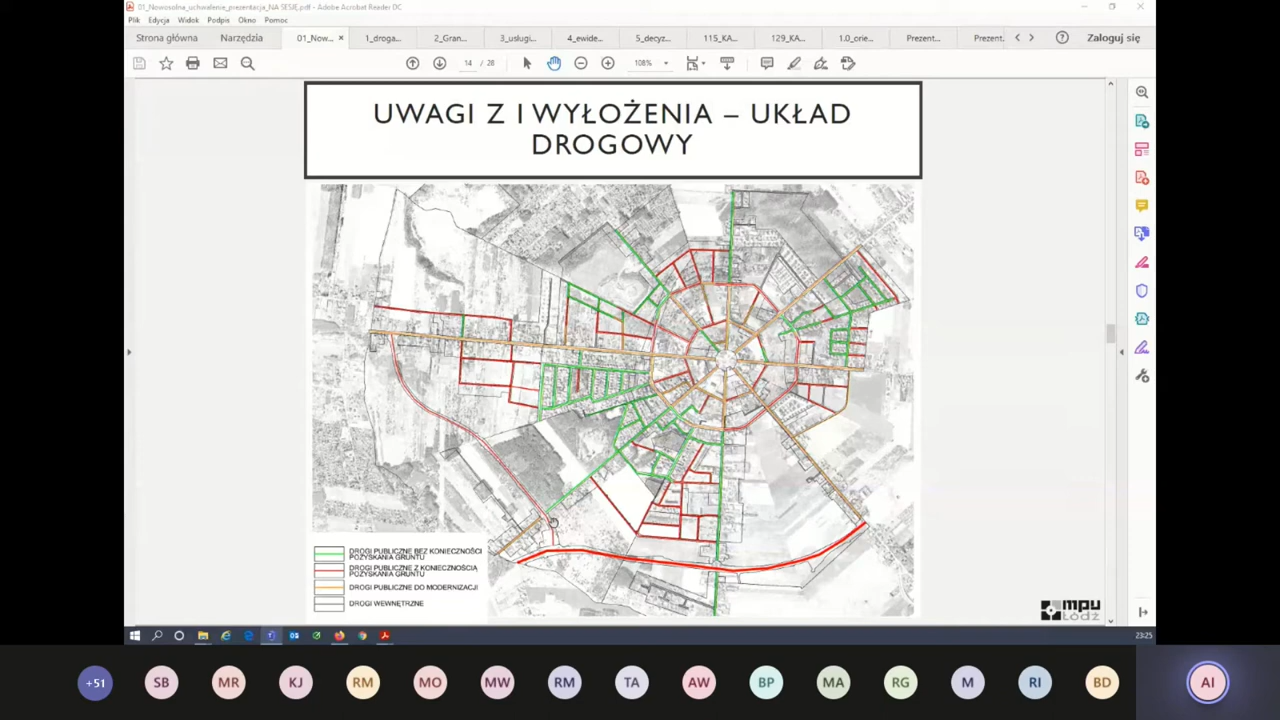 01_Nowosolna_uchwalenie_prezentacja_NA SESJĘ.pdf - Adobe Acrobat Reader DC
Plik Edycja Widok Podpis Okno Pomoc
Strona główna Narzędzia 01_Now... × 1_droga... 2_Gran... 3_usługi... 4_ewide... 5_decyz... 115_KA... 129_KA... 1.0_orie... Prezent... Prezent. Zaloguj się
14 / 28 108%
UWAGI Z I WYŁOŻENIA – UKŁAD
DROGOWY
DROGI PUBLICZNE BEZ KONIECZNOŚCI
POZYSKANIA GRUNTU
DROGI PUBLICZNE Z KONIECZNOŚCIĄ
POZYSKANIA GRUNTU
DROGI PUBLICZNE DO MODERNIZACJI
DROGI WEWNĘTRZNE
mpu
Łódź
23:25
+51 SB MR KJ RM MO MW RM TA AW BP MA RG M RI BD AI